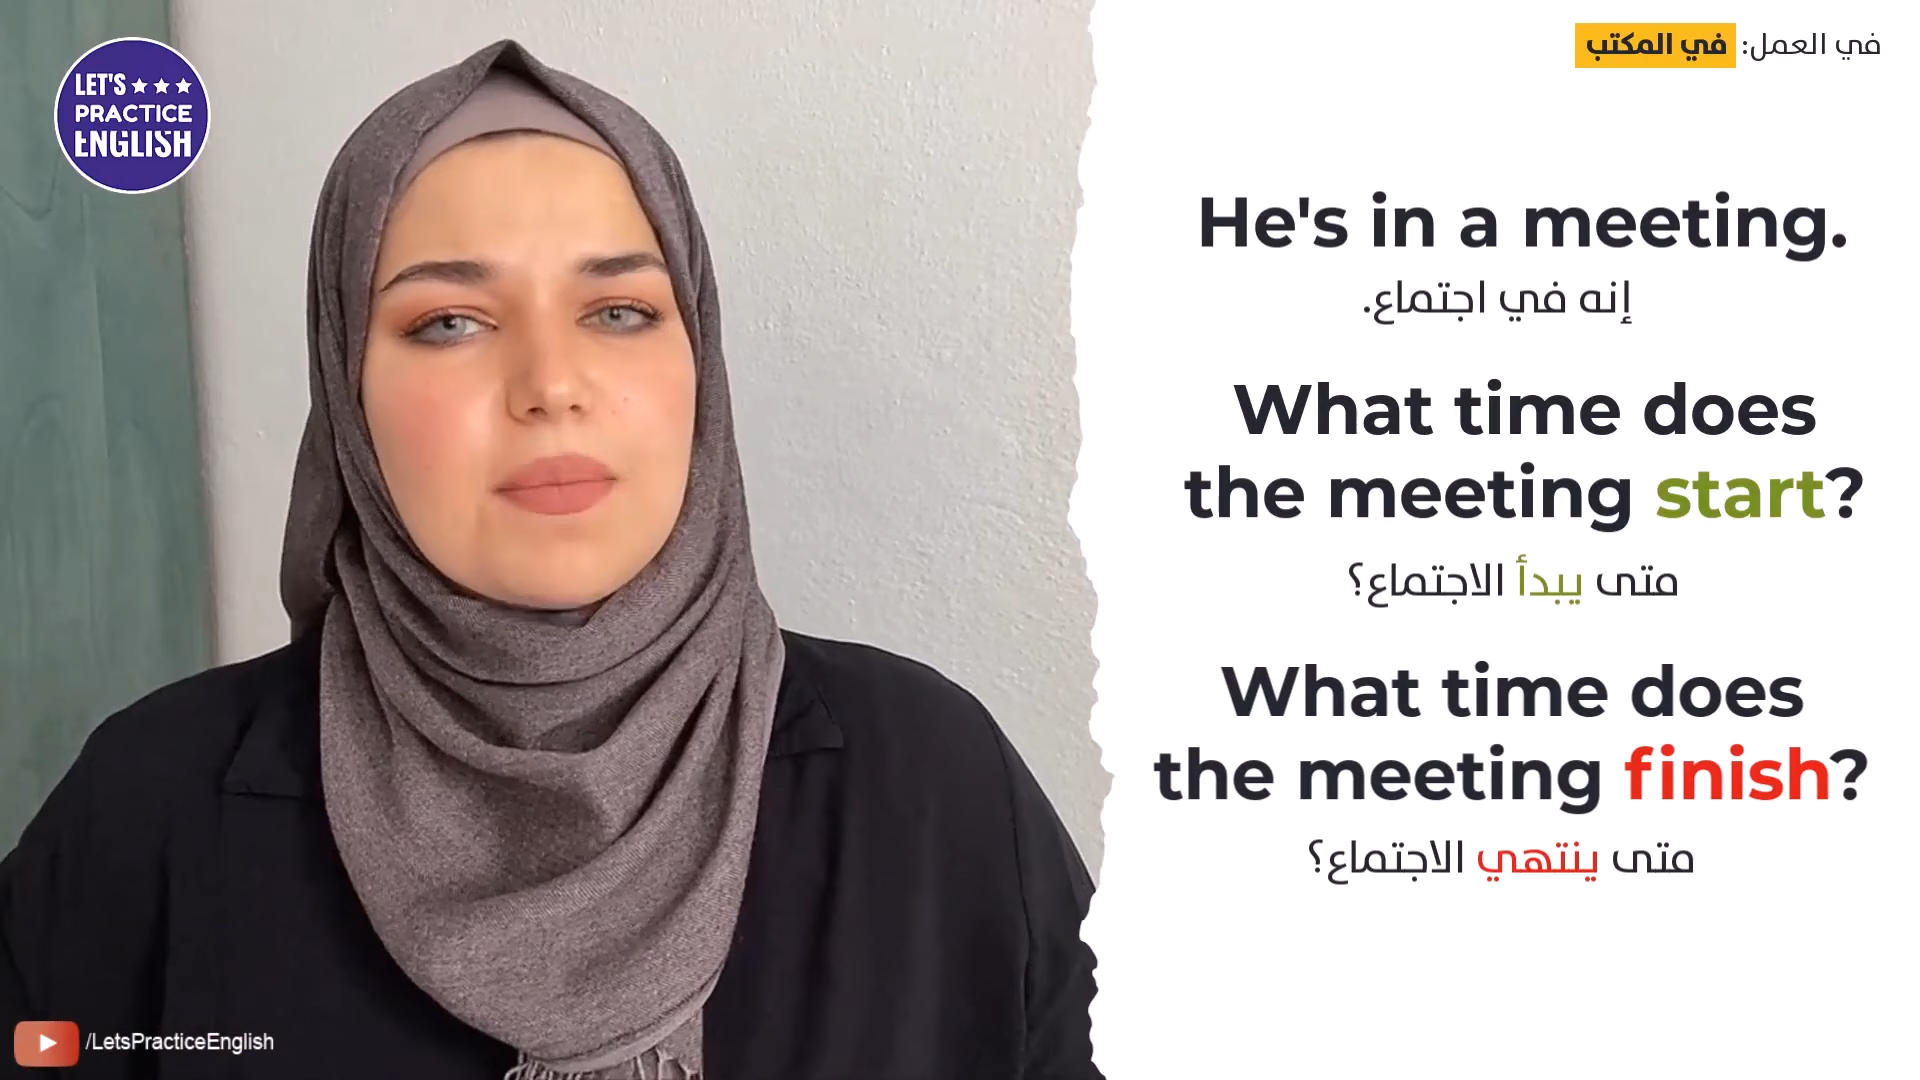 LET'S
PRACTICE
ENGLISH
في العمل: في المكتب
He's in a meeting.
إنه في اجتماع.
What time does
the meeting start?
متى يبدأ الاجتماع؟
What time does
the meeting finish?
متى ينتهي الاجتماع؟
/LetsPracticeEnglish